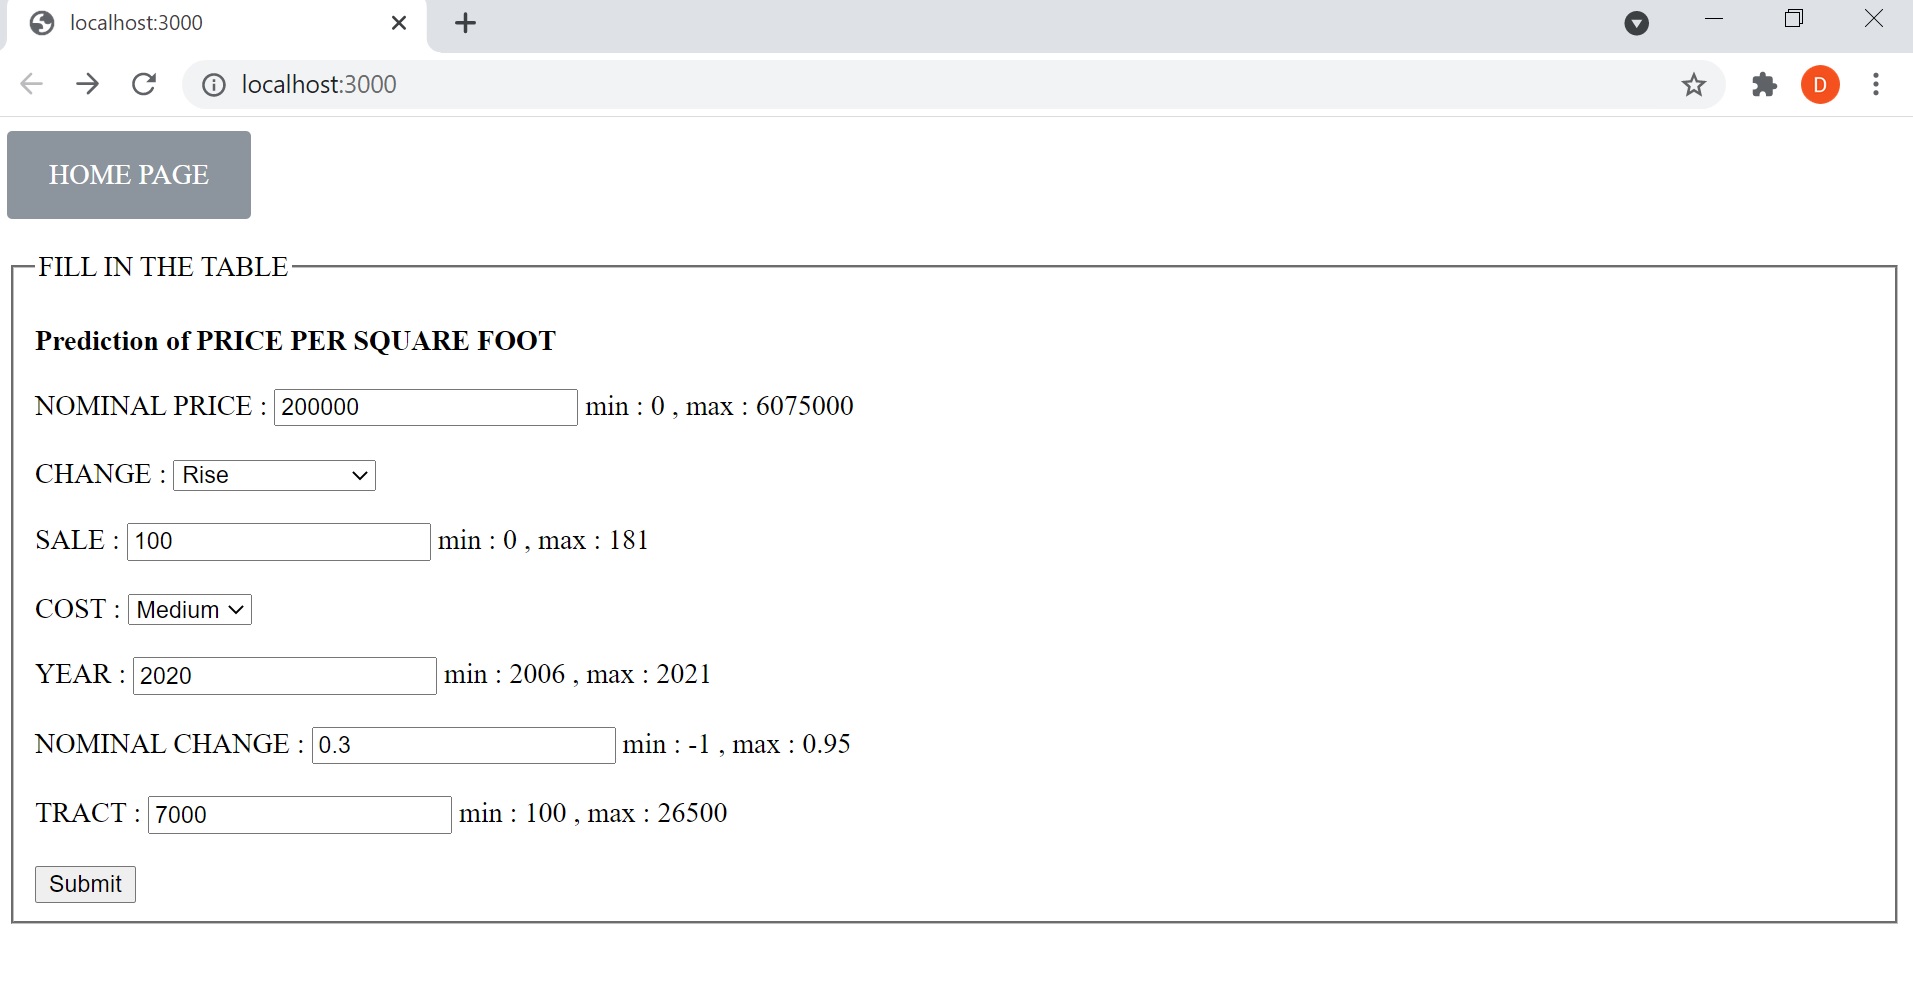 localhost:3000
localhost:3000
D
HOME PAGE
FILL IN THE TABLE
Prediction of PRICE PER SQUARE FOOT
NOMINAL PRICE : 200000 min : 0 , max : 6075000
CHANGE : Rise
SALE : 100 min : 0 , max : 181
COST : Medium
YEAR : 2020 min : 2006 , max : 2021
NOMINAL CHANGE : 0.3 min : -1 , max : 0.95
TRACT : 7000 min : 100 , max : 26500
Submit